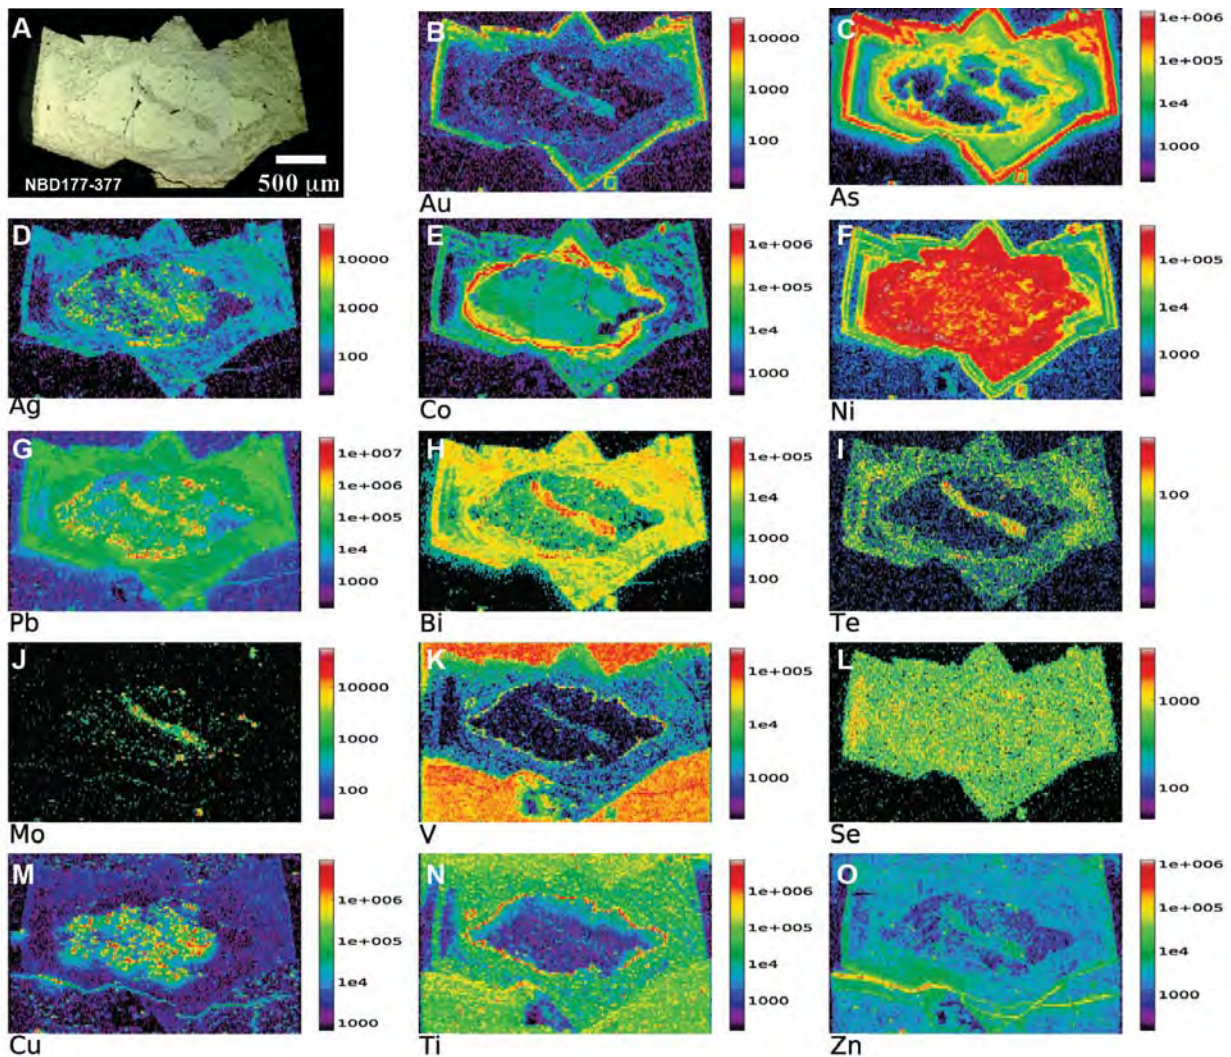 A
NBD177-377
500 µm
B
10000
1000
100
Au
C
1e+006
1e+005
1e4
1000
As
D
10000
1000
100
Ag
E
1e+006
1e+005
1e4
1000
Co
F
1e+005
1e4
1000
Ni
G
1e+007
1e+006
1e+005
1e4
1000
Pb
H
1e+005
1e4
1000
100
Bi
I
100
Te
J
10000
1000
100
Mo
K
1e+005
1e4
1000
V
L
1000
100
Se
M
1e+006
1e+005
1e4
1000
Cu
N
1e+006
1e+005
1e4
1000
Ti
O
1e+006
1e+005
1e4
1000
Zn